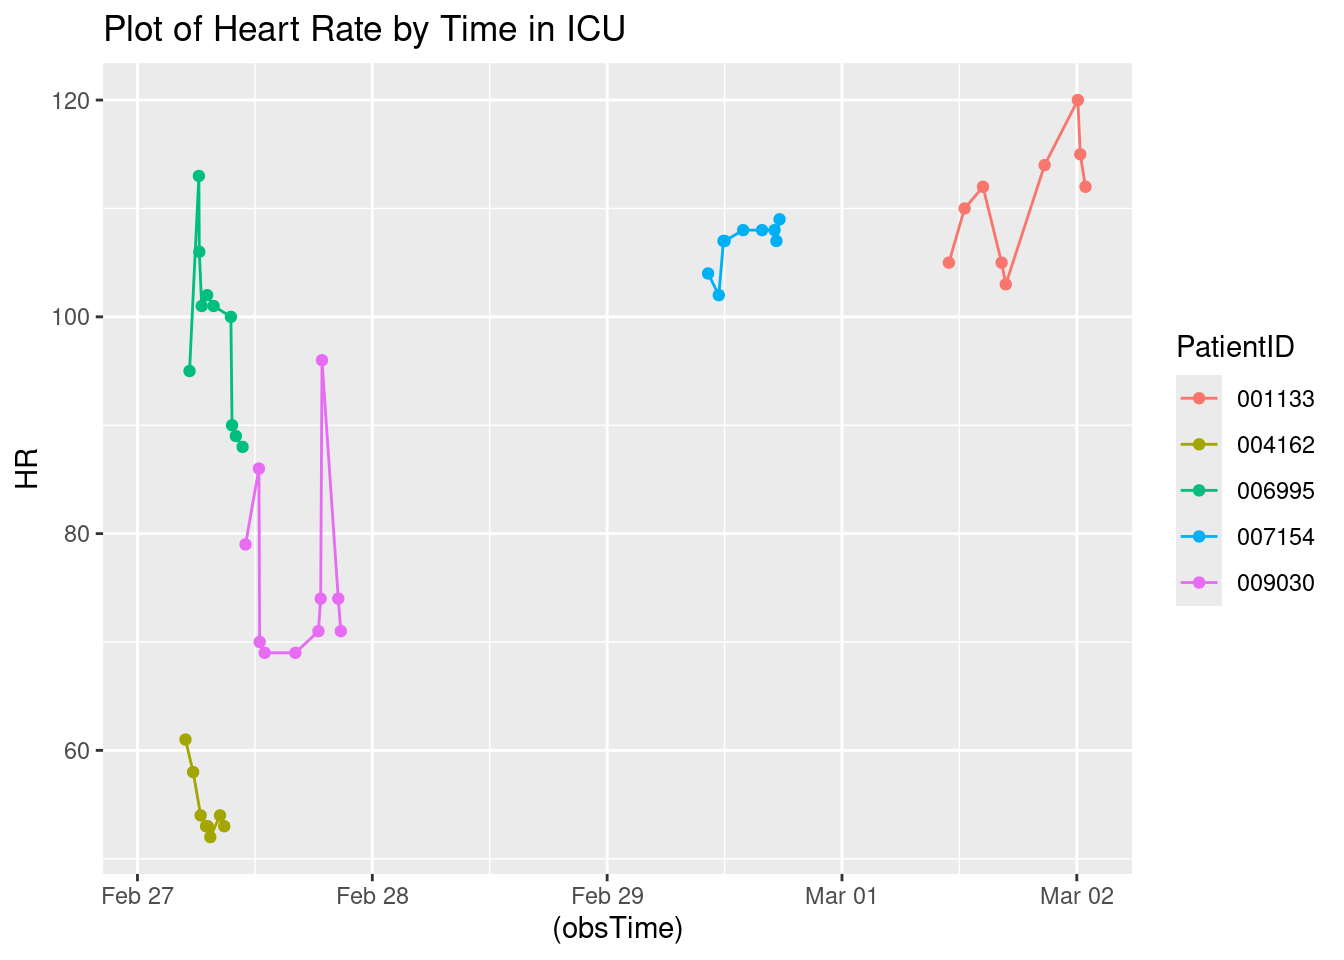 Plot of Heart Rate by Time in ICU
120
100
80
60
HR
Feb 27 Feb 28 Feb 29 Mar 01 Mar 02
(obsTime)
PatientID
001133
004162
006995
007154
009030